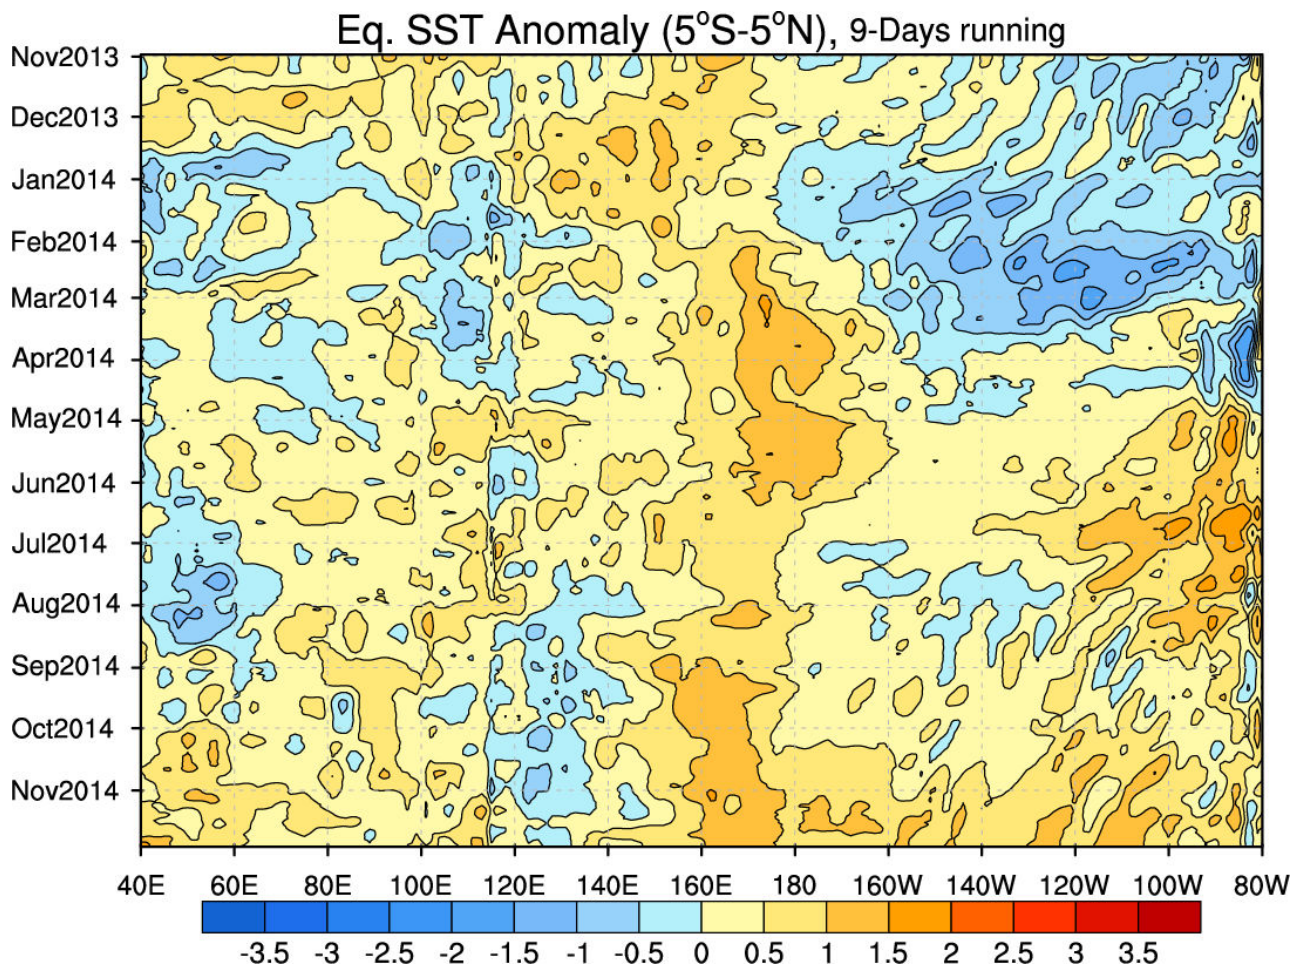 Eq. SST Anomaly (5°S-5°N), 9-Days running
Nov2013
Dec2013
Jan2014
Feb2014
Mar2014
Apr2014
May2014
Jun2014
Jul2014
Aug2014
Sep2014
Oct2014
Nov2014
40E 60E 80E 100E 120E 140E 160E 180 160W 140W 120W 100W 80W
-3.5 -3 -2.5 -2 -1.5 -1 -0.5 0 0.5 1 1.5 2 2.5 3 3.5